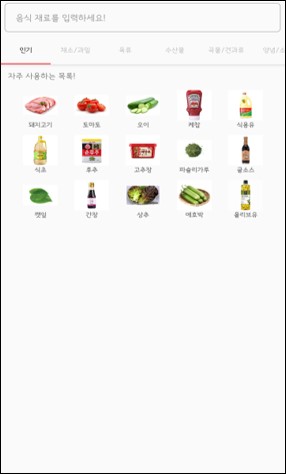 음식 재료를 입력하세요!
인기 채소/과일 육류 수산물 곡물/견과류 양념/소
자주 사용하는 목록!
돼지고기 토마토 오이 케찹 식용유
식초 후추 고추장 파슬리가루 굴소스
깻잎 간장 상추 애호박 올리브유